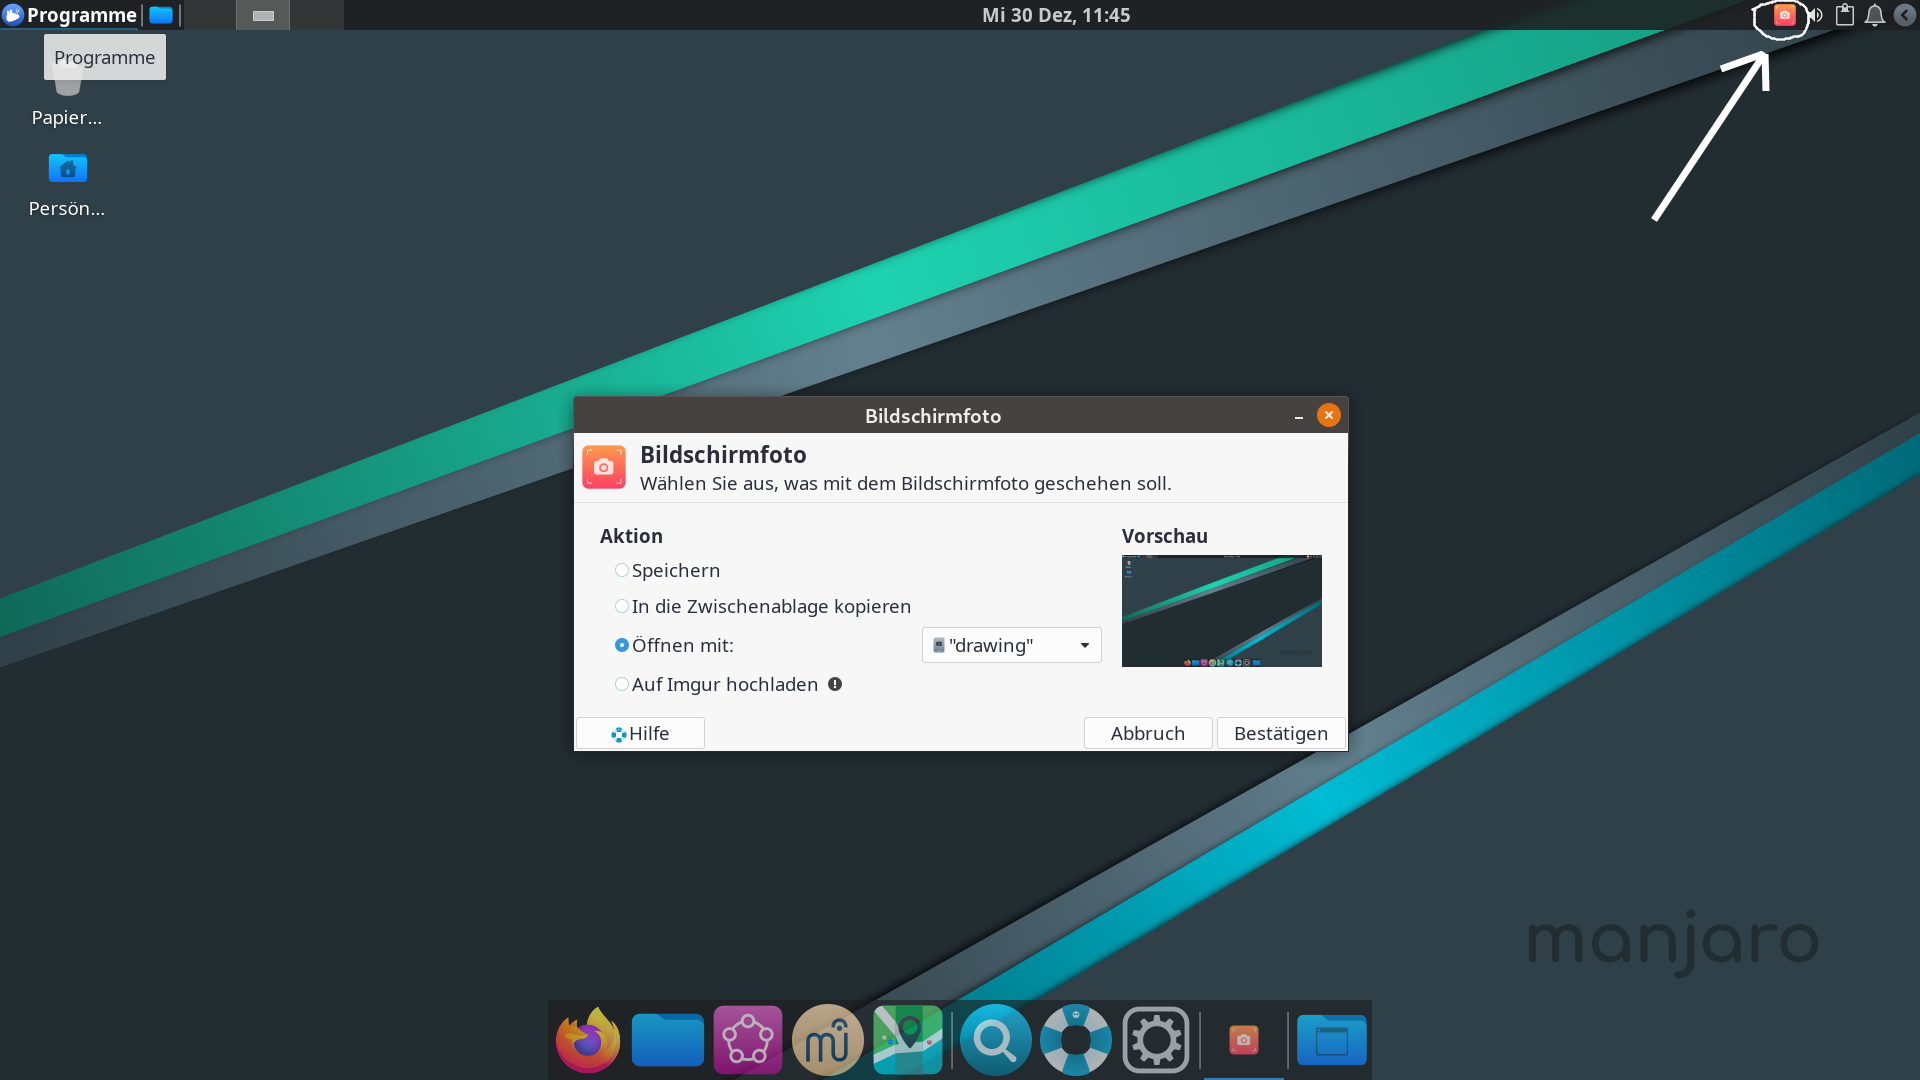 Programme
Mi 30 Dez, 11:45
Programme
Papier...
Persön...
Bildschirmfoto
Bildschirmfoto
Wählen Sie aus, was mit dem Bildschirmfoto geschehen soll.
Aktion
Vorschau
Speichern
In die Zwischenablage kopieren
Öffnen mit:
"drawing"
Auf Imgur hochladen
Hilfe
Abbruch
Bestätigen
manjaro
mi